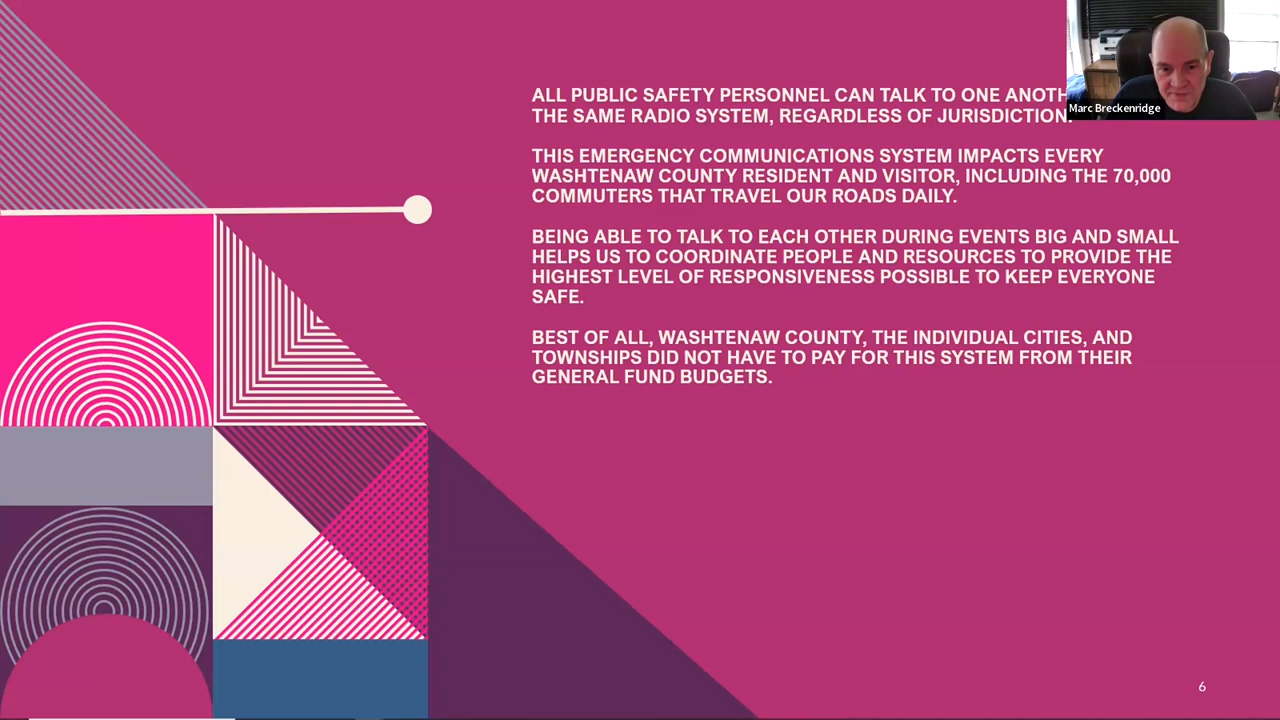 ALL PUBLIC SAFETY PERSONNEL CAN TALK TO ONE
THE SAME RADIO SYSTEM, REGARDLESS OF JURISDICTION.
THIS EMERGENCY COMMUNICATIONS SYSTEM IMPACTS EVERY
WASHTENAW COUNTY RESIDENT AND VISITOR, INCLUDING THE 70,000
COMMUTERS THAT TRAVEL OUR ROADS DAILY.
BEING ABLE TO TALK TO EACH OTHER DURING EVENTS BIG AND SMALL
HELPS US TO COORDINATE PEOPLE AND RESOURCES TO PROVIDE THE
HIGHEST LEVEL OF RESPONSIVENESS POSSIBLE TO KEEP EVERYONE
SAFE.
BEST OF ALL, WASHTENAW COUNTY, THE INDIVIDUAL CITIES, AND
TOWNSHIPS DID NOT HAVE TO PAY FOR THIS SYSTEM FROM THEIR
GENERAL FUND BUDGETS.
Marc Breckenridge
6